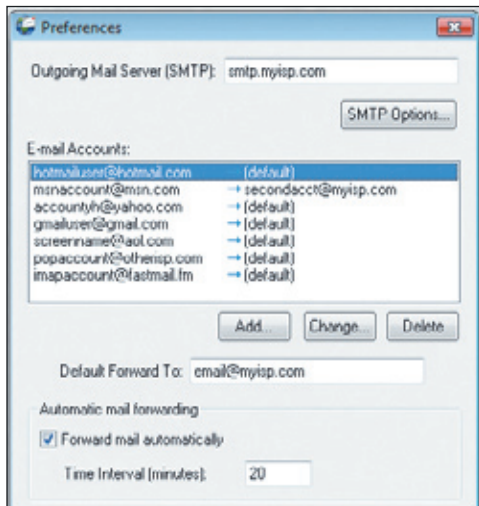 Preferences
Outgoing Mail Server (SMTP): smtp.myisp.com
SMTP Options...
E-mail Accounts:
hotmailuser@hotmail.com → (default)
msnaccount@msn.com → secondacct@myisp.com
accountyh@yahoo.com → (default)
gmailuser@gmail.com → (default)
screenname@aol.com → (default)
popaccount@otherisp.com → (default)
imapaccount@fastmail.fm → (default)
Add... Change... Delete
Default Forward To: email@myisp.com
Automatic mail forwarding
Forward mail automatically
Time Interval (minutes): 20